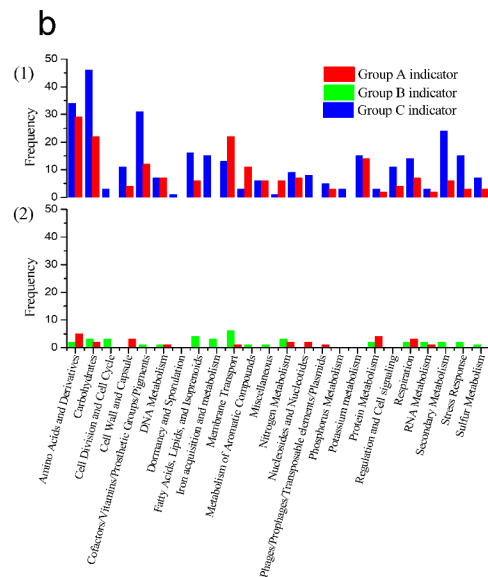 b
(1)
50
40
30
20
10
0
Frequency
Group A indicator
Group B indicator
Group C indicator
(2)
50
40
30
20
10
0
Frequency
Amino Acids and Derivatives
Carbohydrates
Cell Division and Cell Cycle
Cell Wall and Capsule
Cofactors/Vitamins/Prosthetic Groups/Pigments
DNA Metabolism
Dormancy and Sporulation
Fatty Acids, Lipids, and Isoprenoids
Iron acquisition and metabolism
Membrane Transport
Metabolism of Aromatic Compounds
Miscellaneous
Nitrogen Metabolism
Nucleosides and Nucleotides
Phages/Prophages/Transposable elements/Plasmids
Phosphorus Metabolism
Potassium metabolism
Protein Metabolism
Regulation and Cell signaling
Respiration
RNA Metabolism
Secondary Metabolism
Stress Response
Sulfur Metabolism